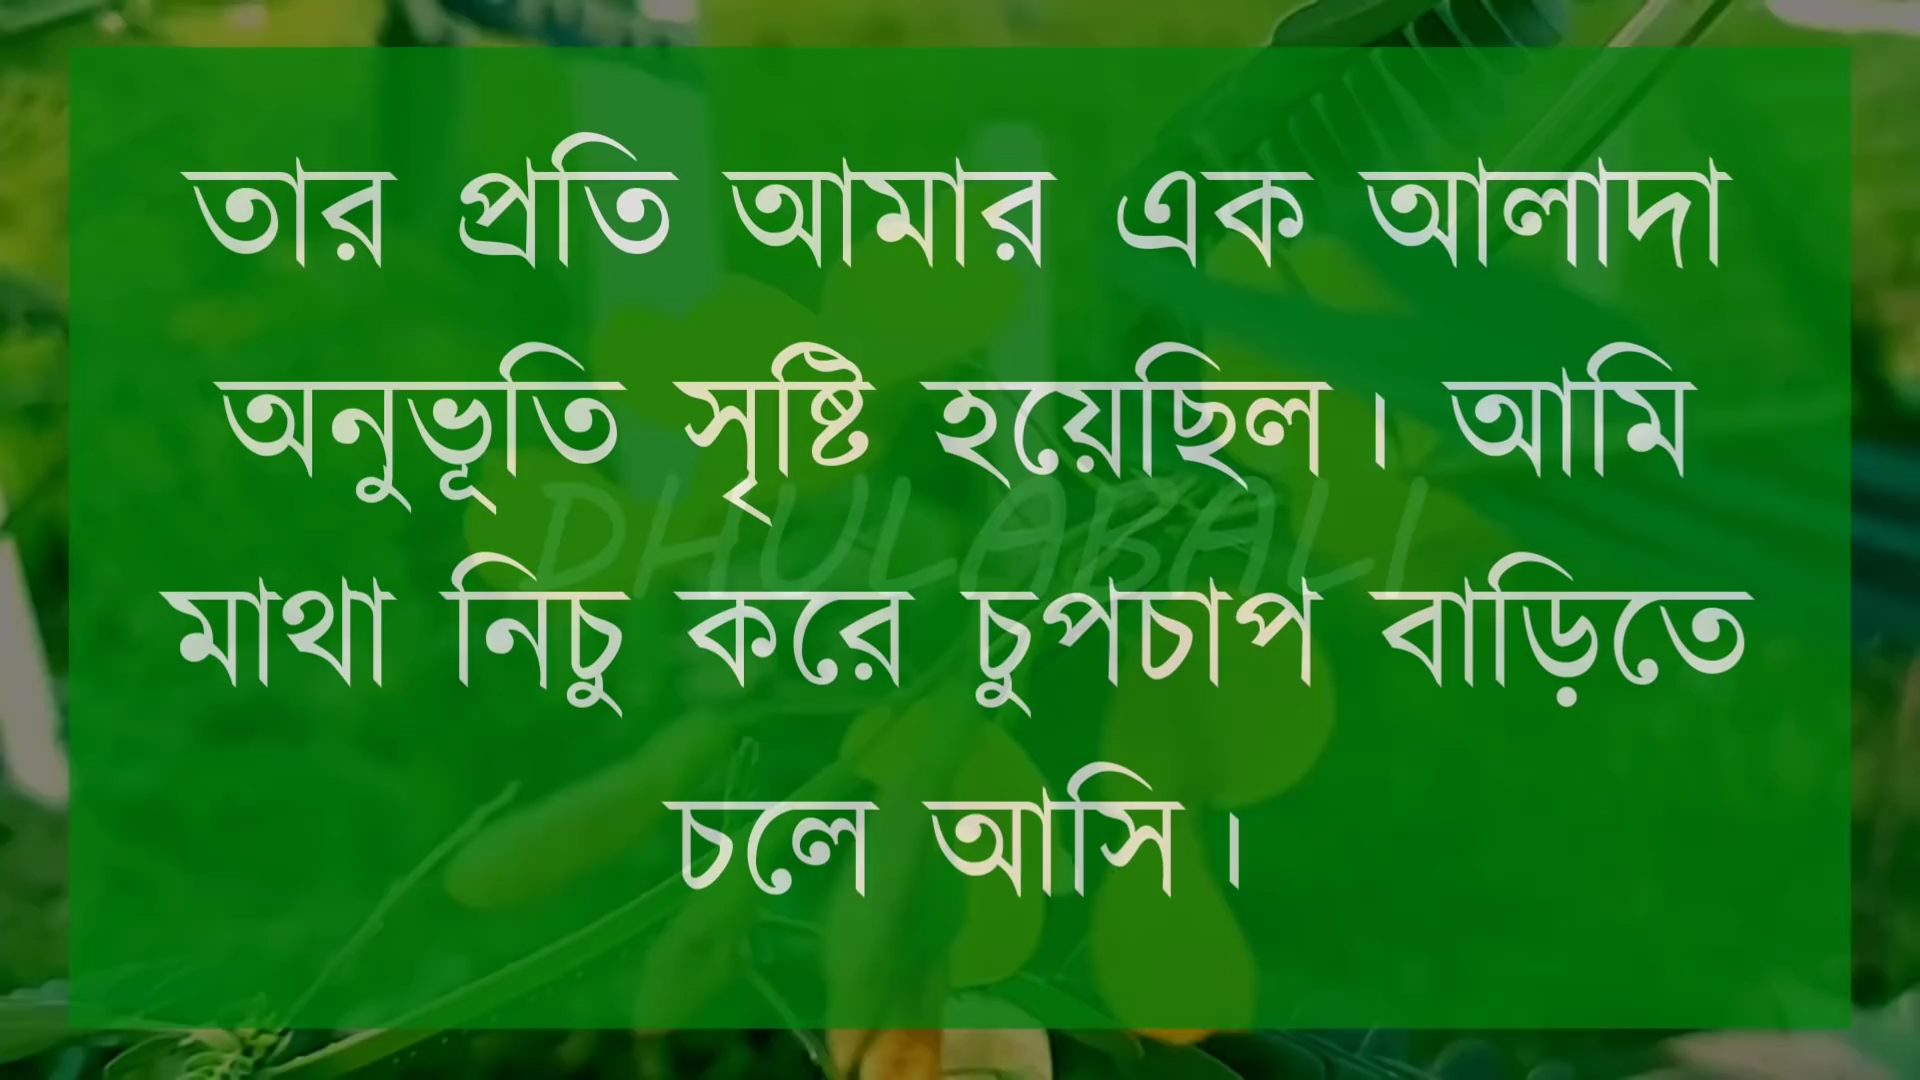 তার প্রতি আমার এক আলাদা
অনুভূতি সৃষ্টি হয়েছিল। আমি
DHULABALI
মাথা নিচু করে চুপচাপ বাড়িতে
চলে আসি।